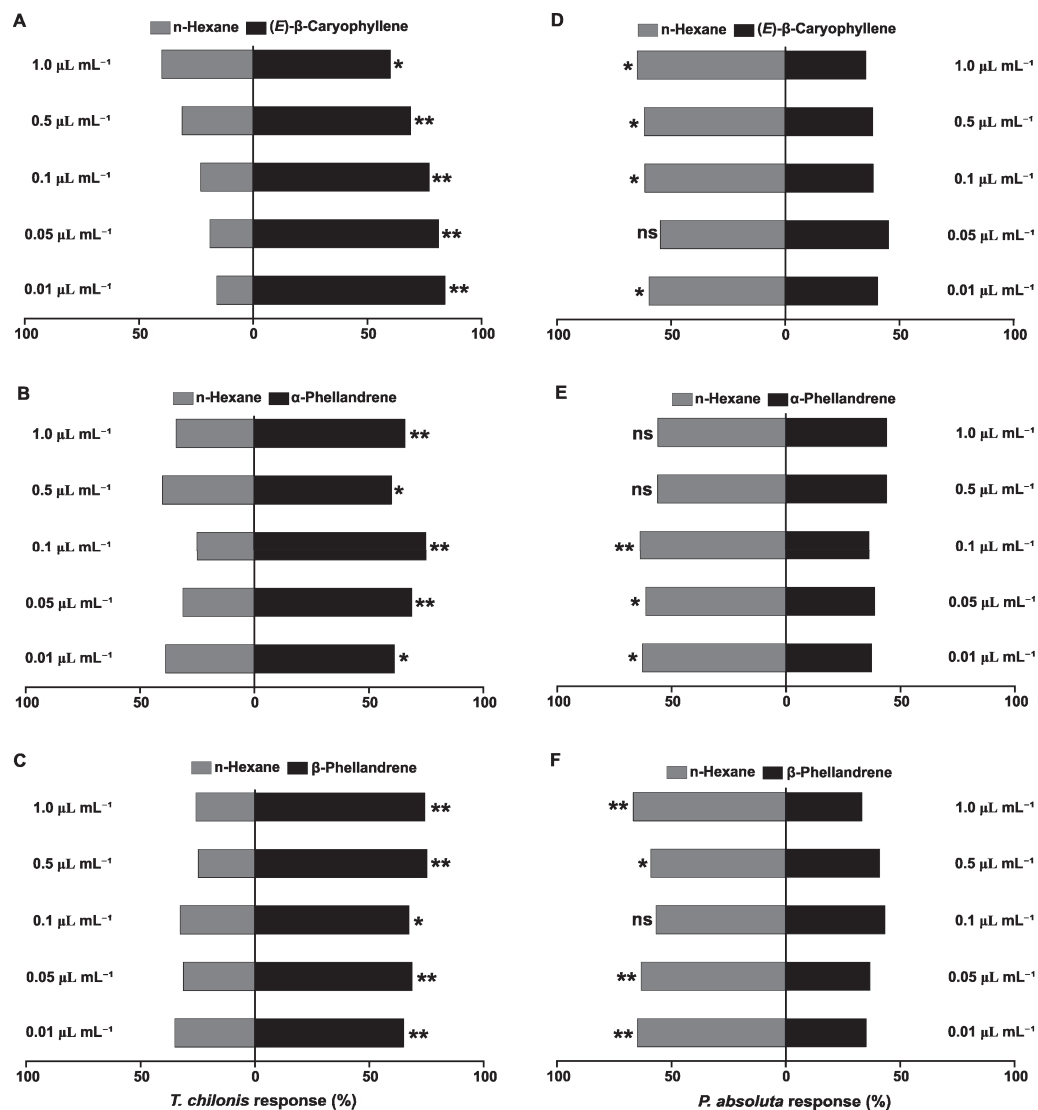 A
n-Hexane (E)-β-Caryophyllene
1.0 μL mL⁻¹ *
0.5 μL mL⁻¹ **
0.1 μL mL⁻¹ **
0.05 μL mL⁻¹ **
0.01 μL mL⁻¹ **
100 50 0 50 100
B
n-Hexane α-Phellandrene
1.0 μL mL⁻¹ **
0.5 μL mL⁻¹ *
0.1 μL mL⁻¹ **
0.05 μL mL⁻¹ **
0.01 μL mL⁻¹ *
100 50 0 50 100
C
n-Hexane β-Phellandrene
1.0 μL mL⁻¹ **
0.5 μL mL⁻¹ **
0.1 μL mL⁻¹ *
0.05 μL mL⁻¹ **
0.01 μL mL⁻¹ **
100 50 0 50 100
T. chilonis response (%)
D
n-Hexane (E)-β-Caryophyllene
* 1.0 μL mL⁻¹
* 0.5 μL mL⁻¹
* 0.1 μL mL⁻¹
ns 0.05 μL mL⁻¹
* 0.01 μL mL⁻¹
100 50 0 50 100
E
n-Hexane α-Phellandrene
ns 1.0 μL mL⁻¹
ns 0.5 μL mL⁻¹
** 0.1 μL mL⁻¹
* 0.05 μL mL⁻¹
* 0.01 μL mL⁻¹
100 50 0 50 100
F
n-Hexane β-Phellandrene
** 1.0 μL mL⁻¹
* 0.5 μL mL⁻¹
ns 0.1 μL mL⁻¹
** 0.05 μL mL⁻¹
** 0.01 μL mL⁻¹
100 50 0 50 100
P. absoluta response (%)